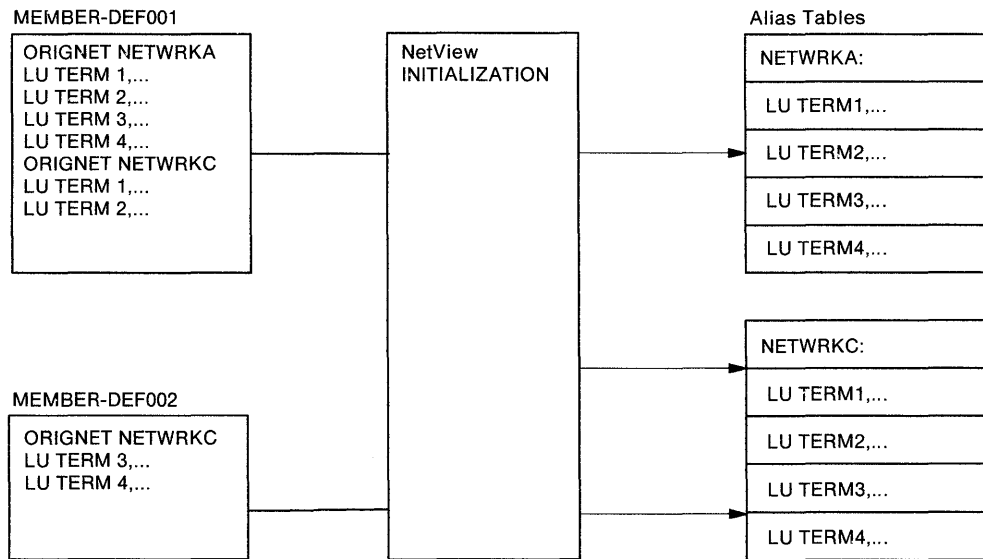 MEMBER-DEF001
ORIGNET NETWRKA
LU TERM 1,...
LU TERM 2,...
LU TERM 3,...
LU TERM 4,...
ORIGNET NETWRKC
LU TERM 1,...
LU TERM 2,...
MEMBER-DEF002
ORIGNET NETWRKC
LU TERM 3,...
LU TERM 4,...
NetView
INITIALIZATION
Alias Tables
NETWRKA:
LU TERM1,...
LU TERM2,...
LU TERM3,...
LU TERM4,...
NETWRKC:
LU TERM1,...
LU TERM2,...
LU TERM3,...
LU TERM4,...